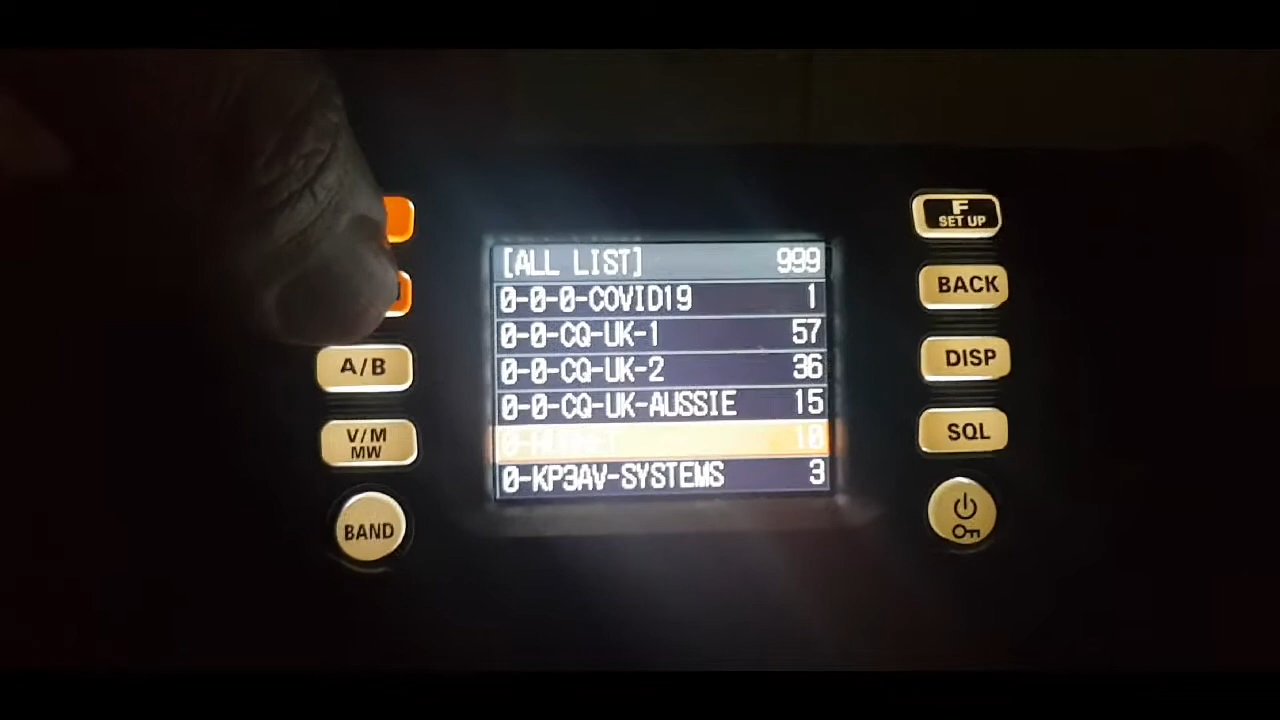 F
SET UP
[ALL LIST] 999
0-0-0-COVID19 1
BACK
0-0-CQ-UK-1 57
A/B
0-0-CQ-UK-2 36
DISP
0-0-CQ-UK-AUSSIE 15
V/M
MW
10
SQL
0-KP3AV-SYSTEMS 3
BAND